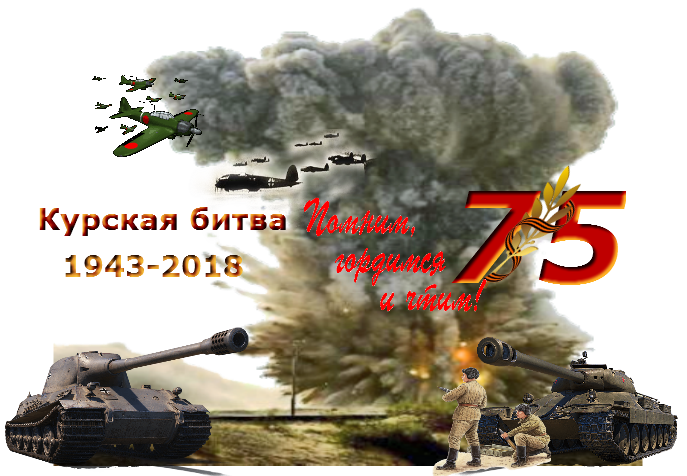 Курская битва
1943-2018
Помним,
гордимся
и чтим!
75